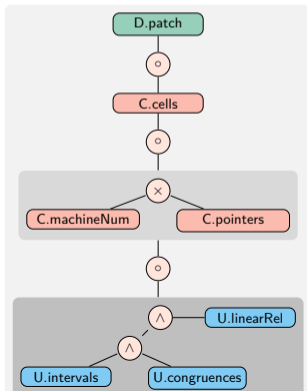 D.patch
∘
C.cells
∘
×
C.machineNum
C.pointers
∘
∧
U.linearRel
∧
U.intervals
U.congruences